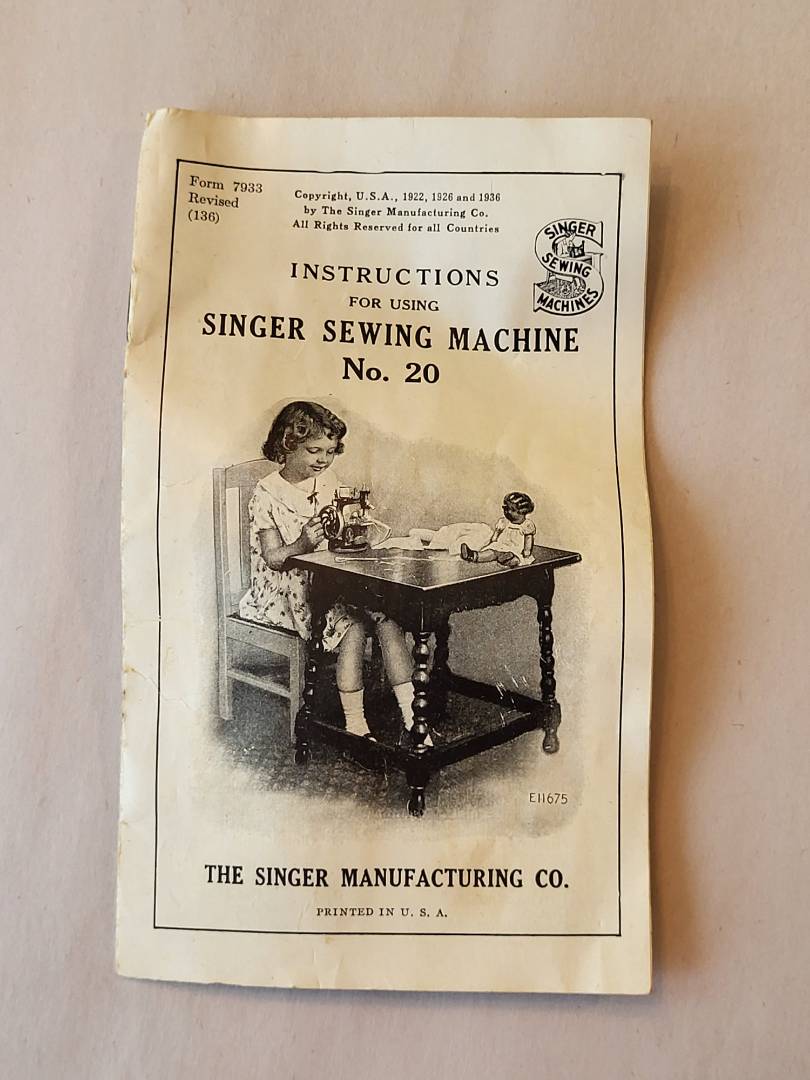 Form 7933
Revised
(136)
Copyright, U.S.A., 1922, 1926 and 1936
by The Singer Manufacturing Co.
All Rights Reserved for all Countries
SINGER
SEWING
MACHINES
INSTRUCTIONS
FOR USING
SINGER SEWING MACHINE
No. 20
E11675
THE SINGER MANUFACTURING CO.
PRINTED IN U. S. A.